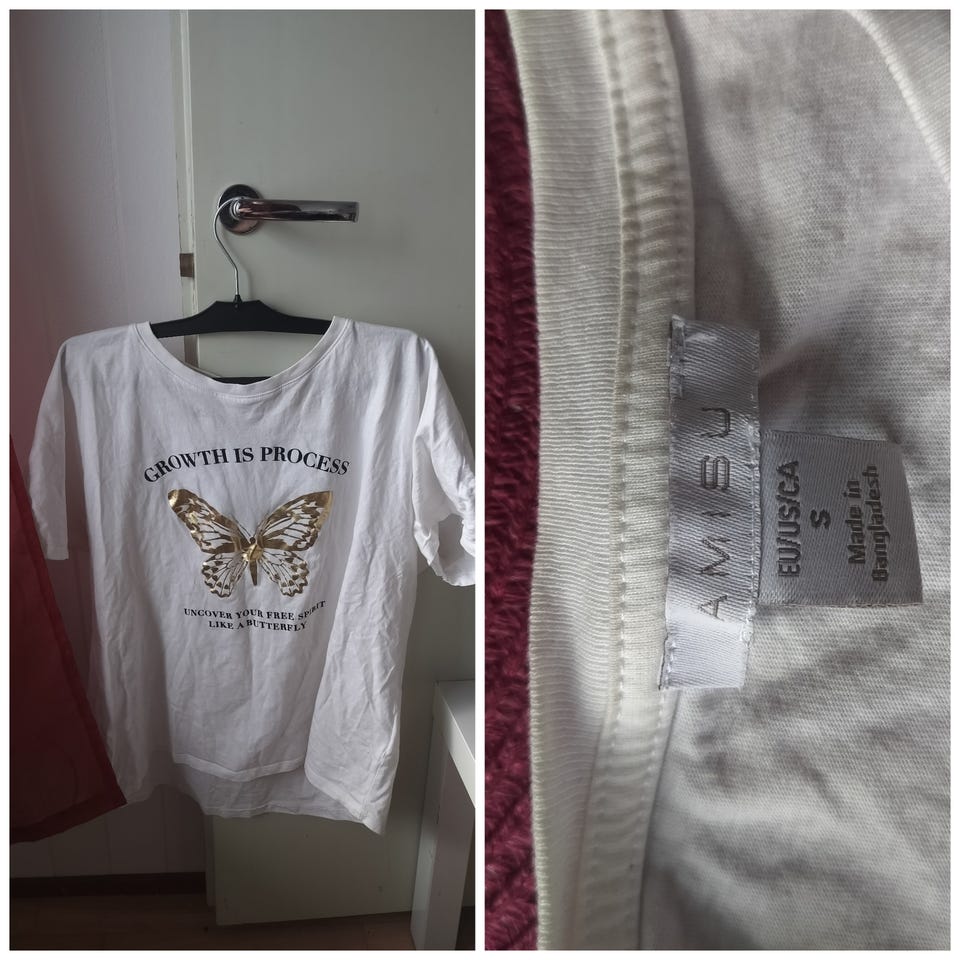 GROWTH IS PROCESS
UNCOVER YOUR FREE SPIRIT
LIKE A BUTTERFLY
AMISU
EU/US/CA
S
Made in
Bangladesh